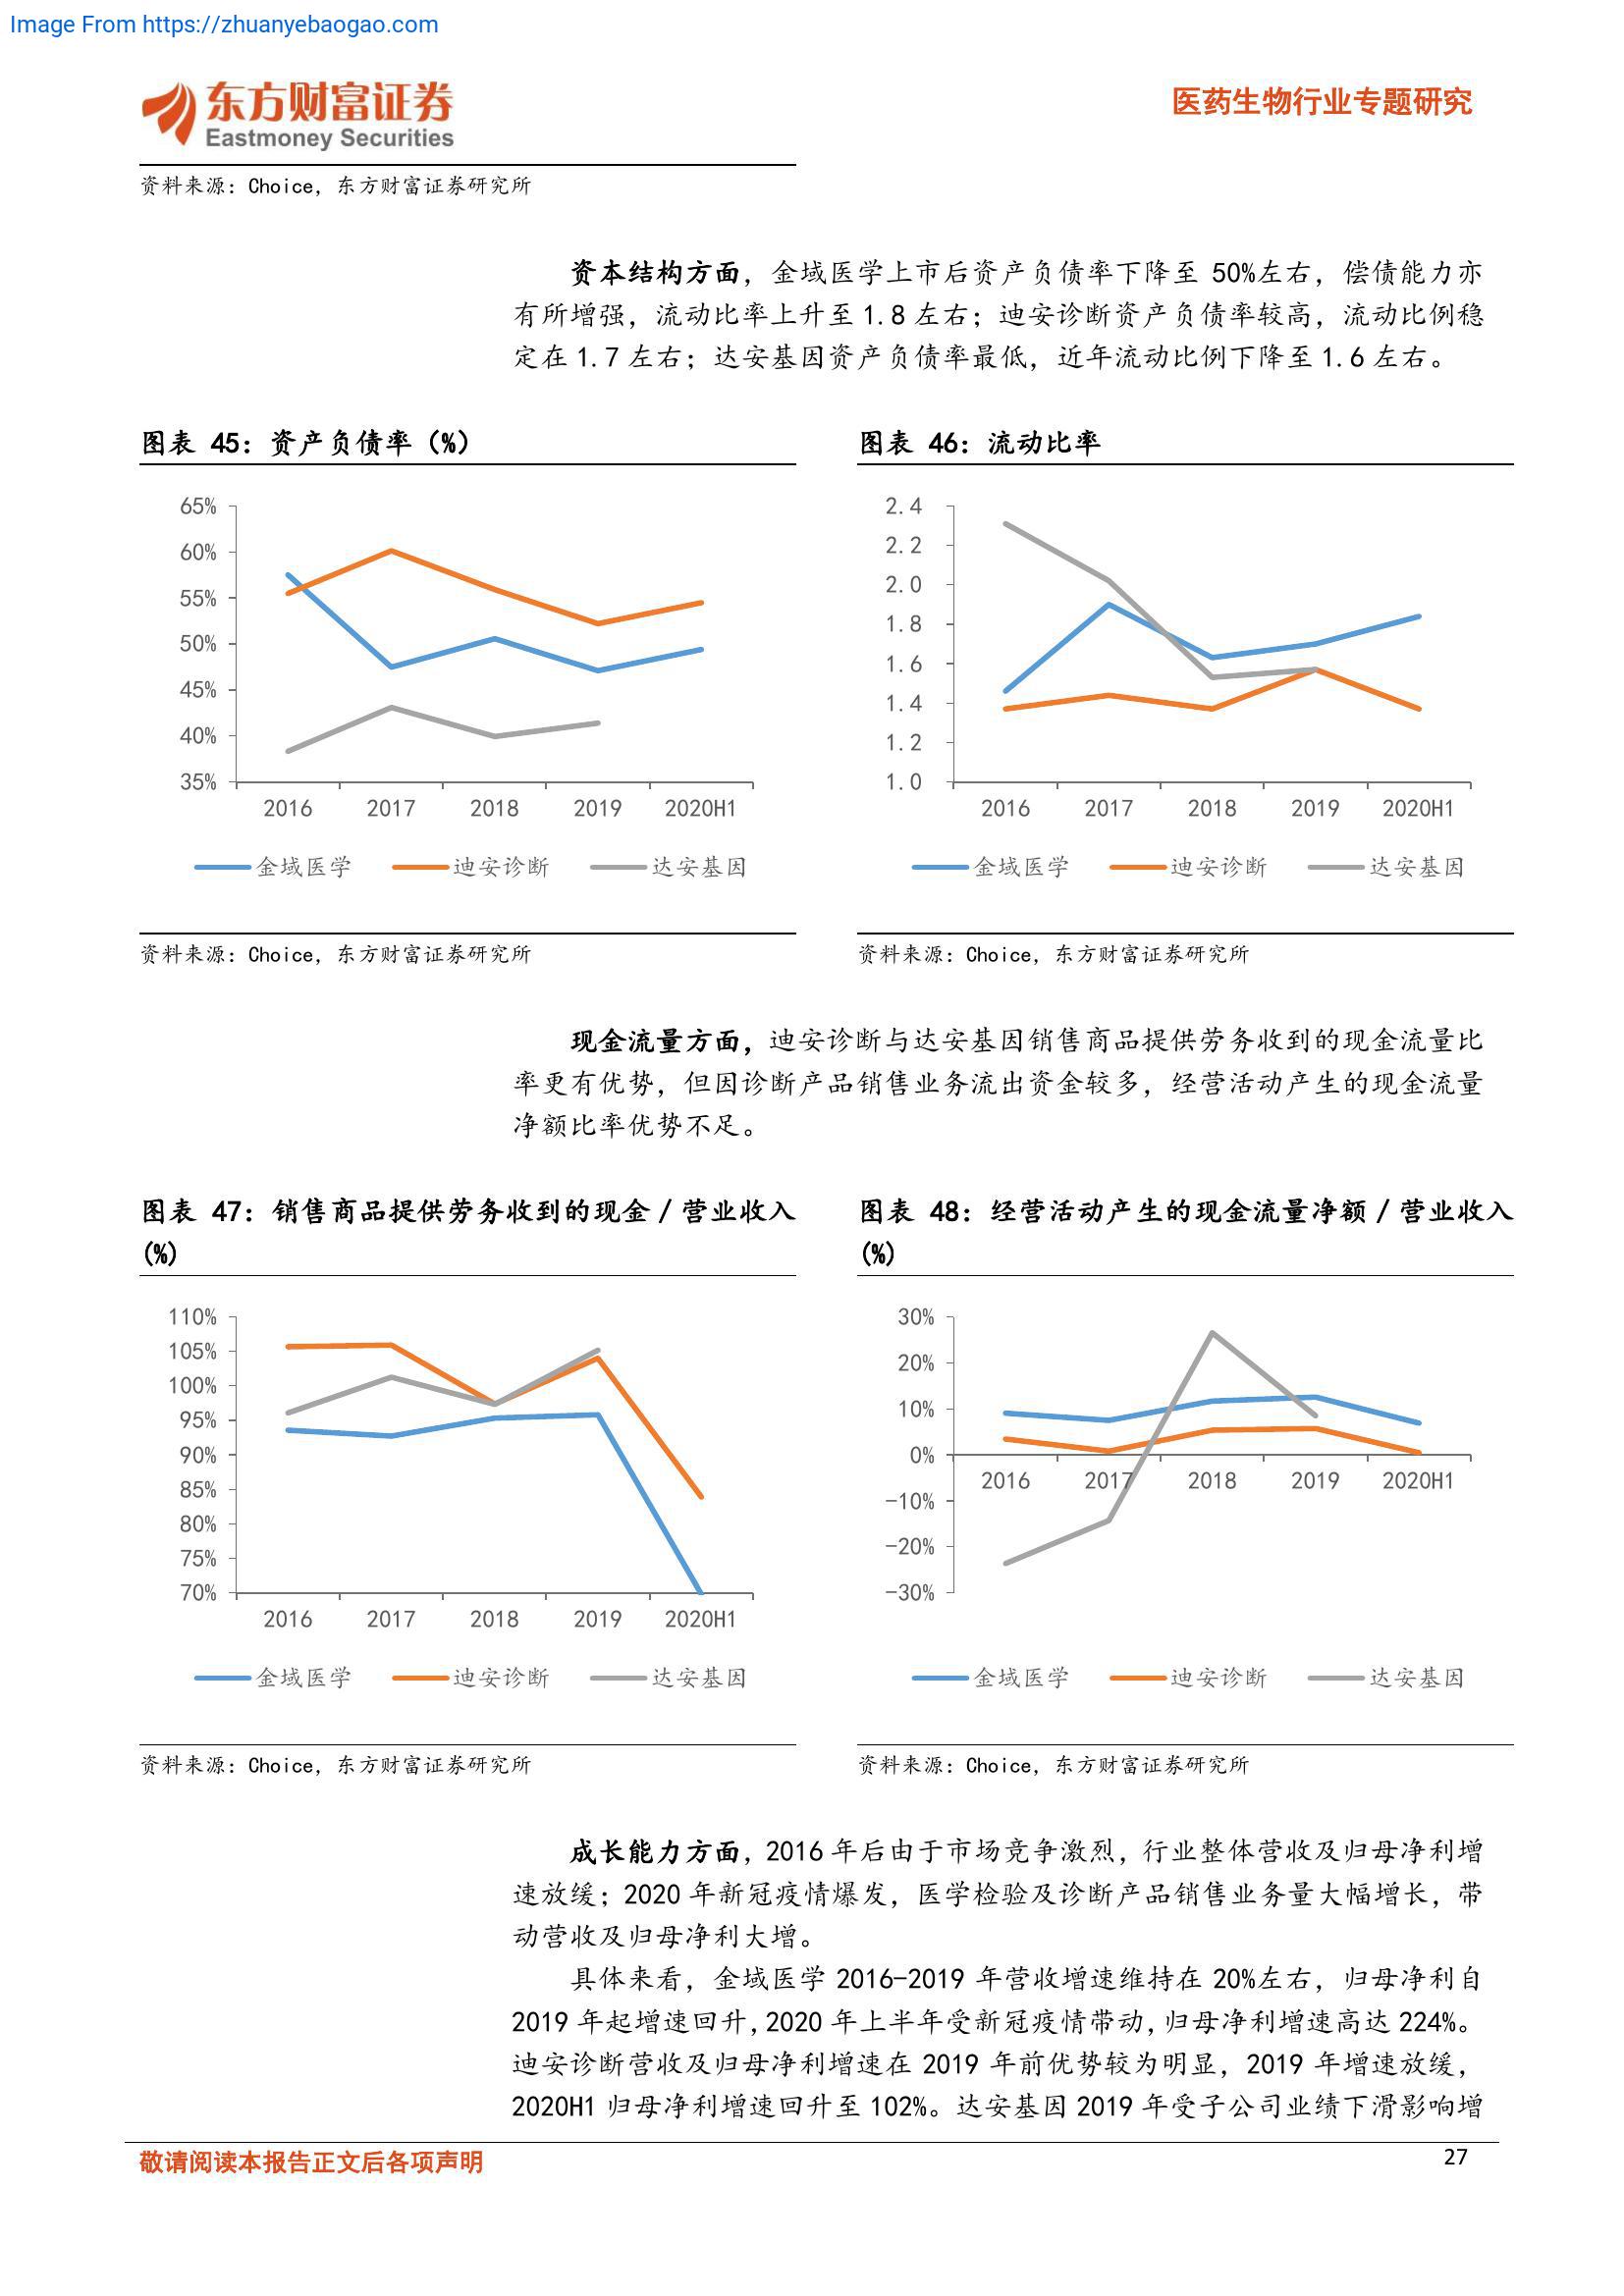 Image From https://zhuanyebaogao.com
东方财富证券
Eastmoney Securities
医药生物行业专题研究
资料来源：Choice，东方财富证券研究所
资本结构方面，金域医学上市后资产负债率下降至 50%左右，偿债能力亦
有所增强，流动比率上升至 1.8 左右；迪安诊断资产负债率较高，流动比例稳
定在 1.7 左右；达安基因资产负债率最低，近年流动比例下降至 1.6 左右。
图表 45：资产负债率（%）
65%
60%
55%
50%
45%
40%
35%
2016 2017 2018 2019 2020H1
金域医学 迪安诊断 达安基因
资料来源：Choice，东方财富证券研究所
图表 46：流动比率
2.4
2.2
2.0
1.8
1.6
1.4
1.2
1.0
2016 2017 2018 2019 2020H1
金域医学 迪安诊断 达安基因
资料来源：Choice，东方财富证券研究所
现金流量方面，迪安诊断与达安基因销售商品提供劳务收到的现金流量比
率更有优势，但因诊断产品销售业务流出资金较多，经营活动产生的现金流量
净额比率优势不足。
图表 47：销售商品提供劳务收到的现金／营业收入
(%)
110%
105%
100%
95%
90%
85%
80%
75%
70%
2016 2017 2018 2019 2020H1
金域医学 迪安诊断 达安基因
资料来源：Choice，东方财富证券研究所
图表 48：经营活动产生的现金流量净额／营业收入
(%)
30%
20%
10%
0%
-10%
-20%
-30%
2016 2017 2018 2019 2020H1
金域医学 迪安诊断 达安基因
资料来源：Choice，东方财富证券研究所
成长能力方面，2016 年后由于市场竞争激烈，行业整体营收及归母净利增
速放缓；2020 年新冠疫情爆发，医学检验及诊断产品销售业务量大幅增长，带
动营收及归母净利大增。
具体来看，金域医学 2016-2019 年营收增速维持在 20%左右，归母净利自
2019 年起增速回升，2020 年上半年受新冠疫情带动，归母净利增速高达 224%。
迪安诊断营收及归母净利增速在 2019 年前优势较为明显，2019 年增速放缓，
2020H1 归母净利增速回升至 102%。达安基因 2019 年受子公司业绩下滑影响增
敬请阅读本报告正文后各项声明
27